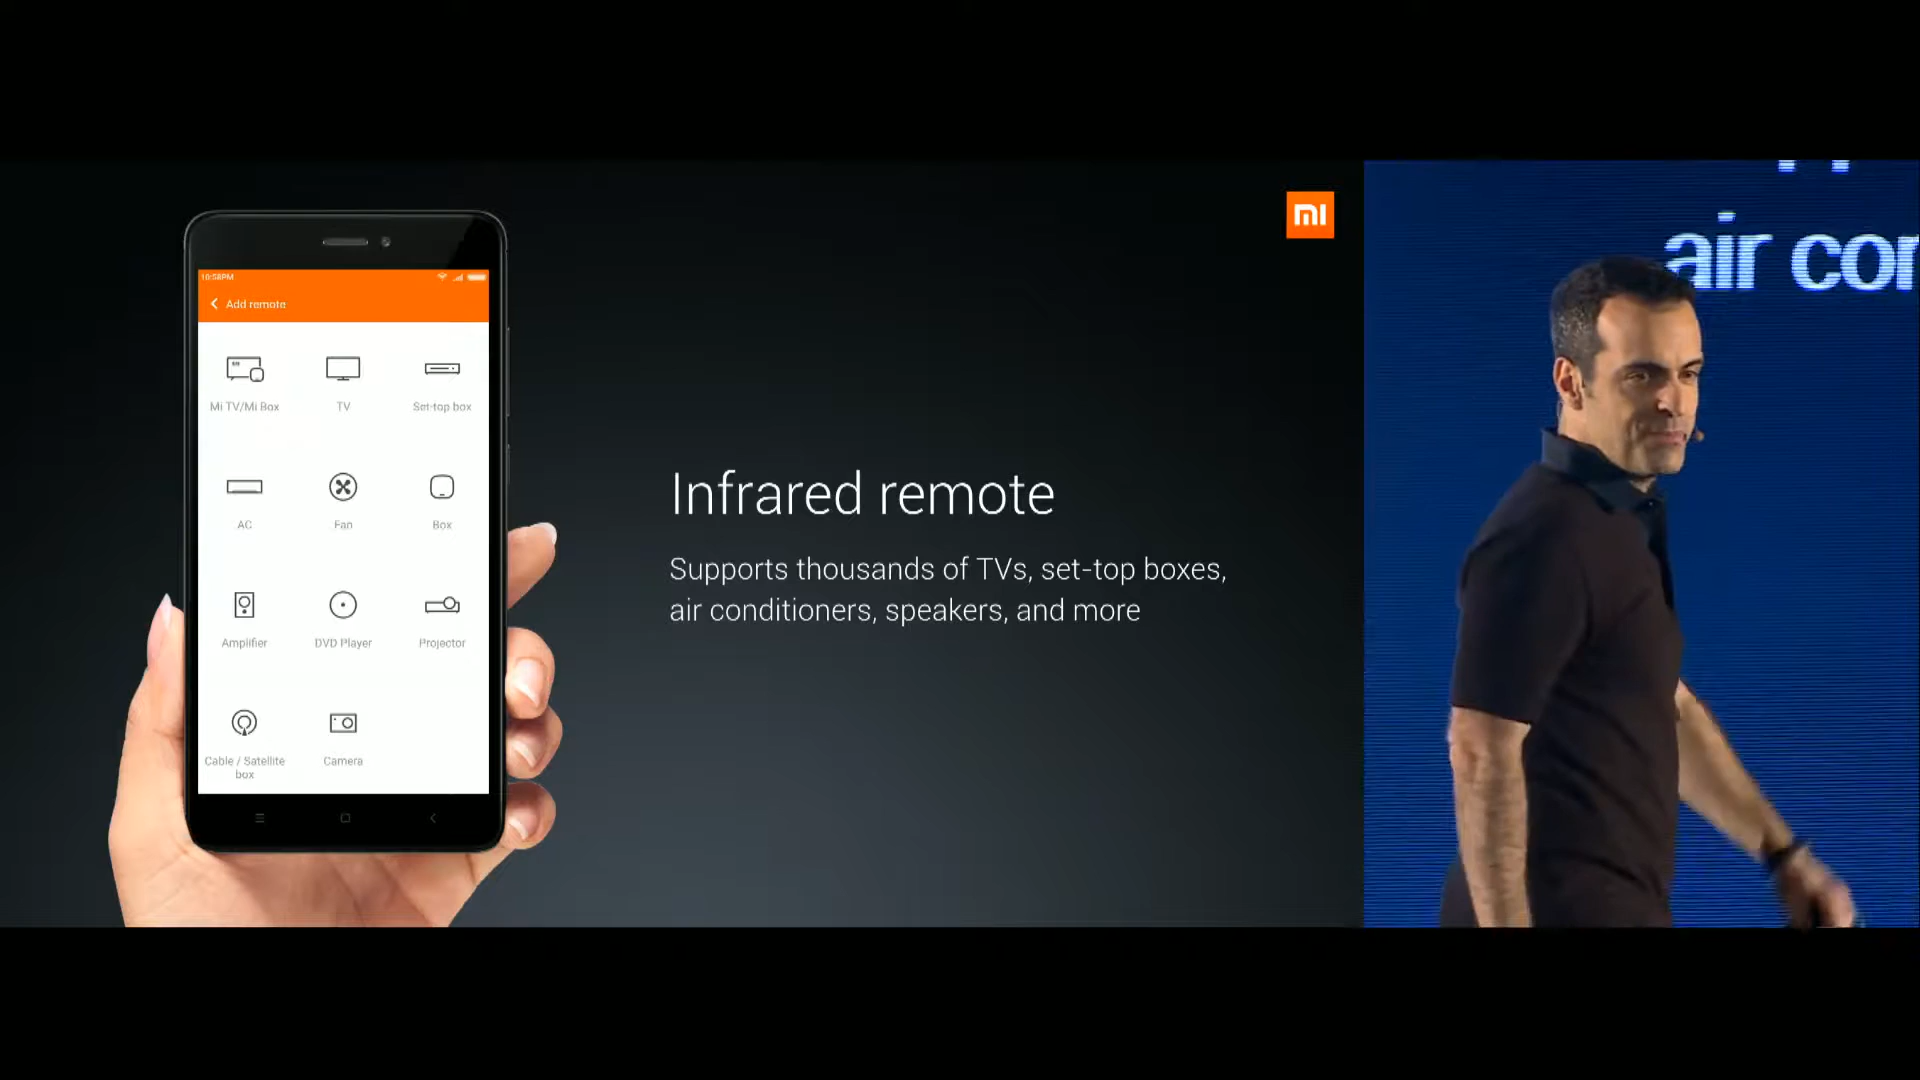 10:58PM
Add remote
Mi TV/Mi Box
TV
Set-top box
AC
Fan
Box
Amplifier
DVD Player
Projector
Cable / Satellite
box
Camera
mi
Infrared remote
Supports thousands of TVs, set-top boxes,
air conditioners, speakers, and more
air con